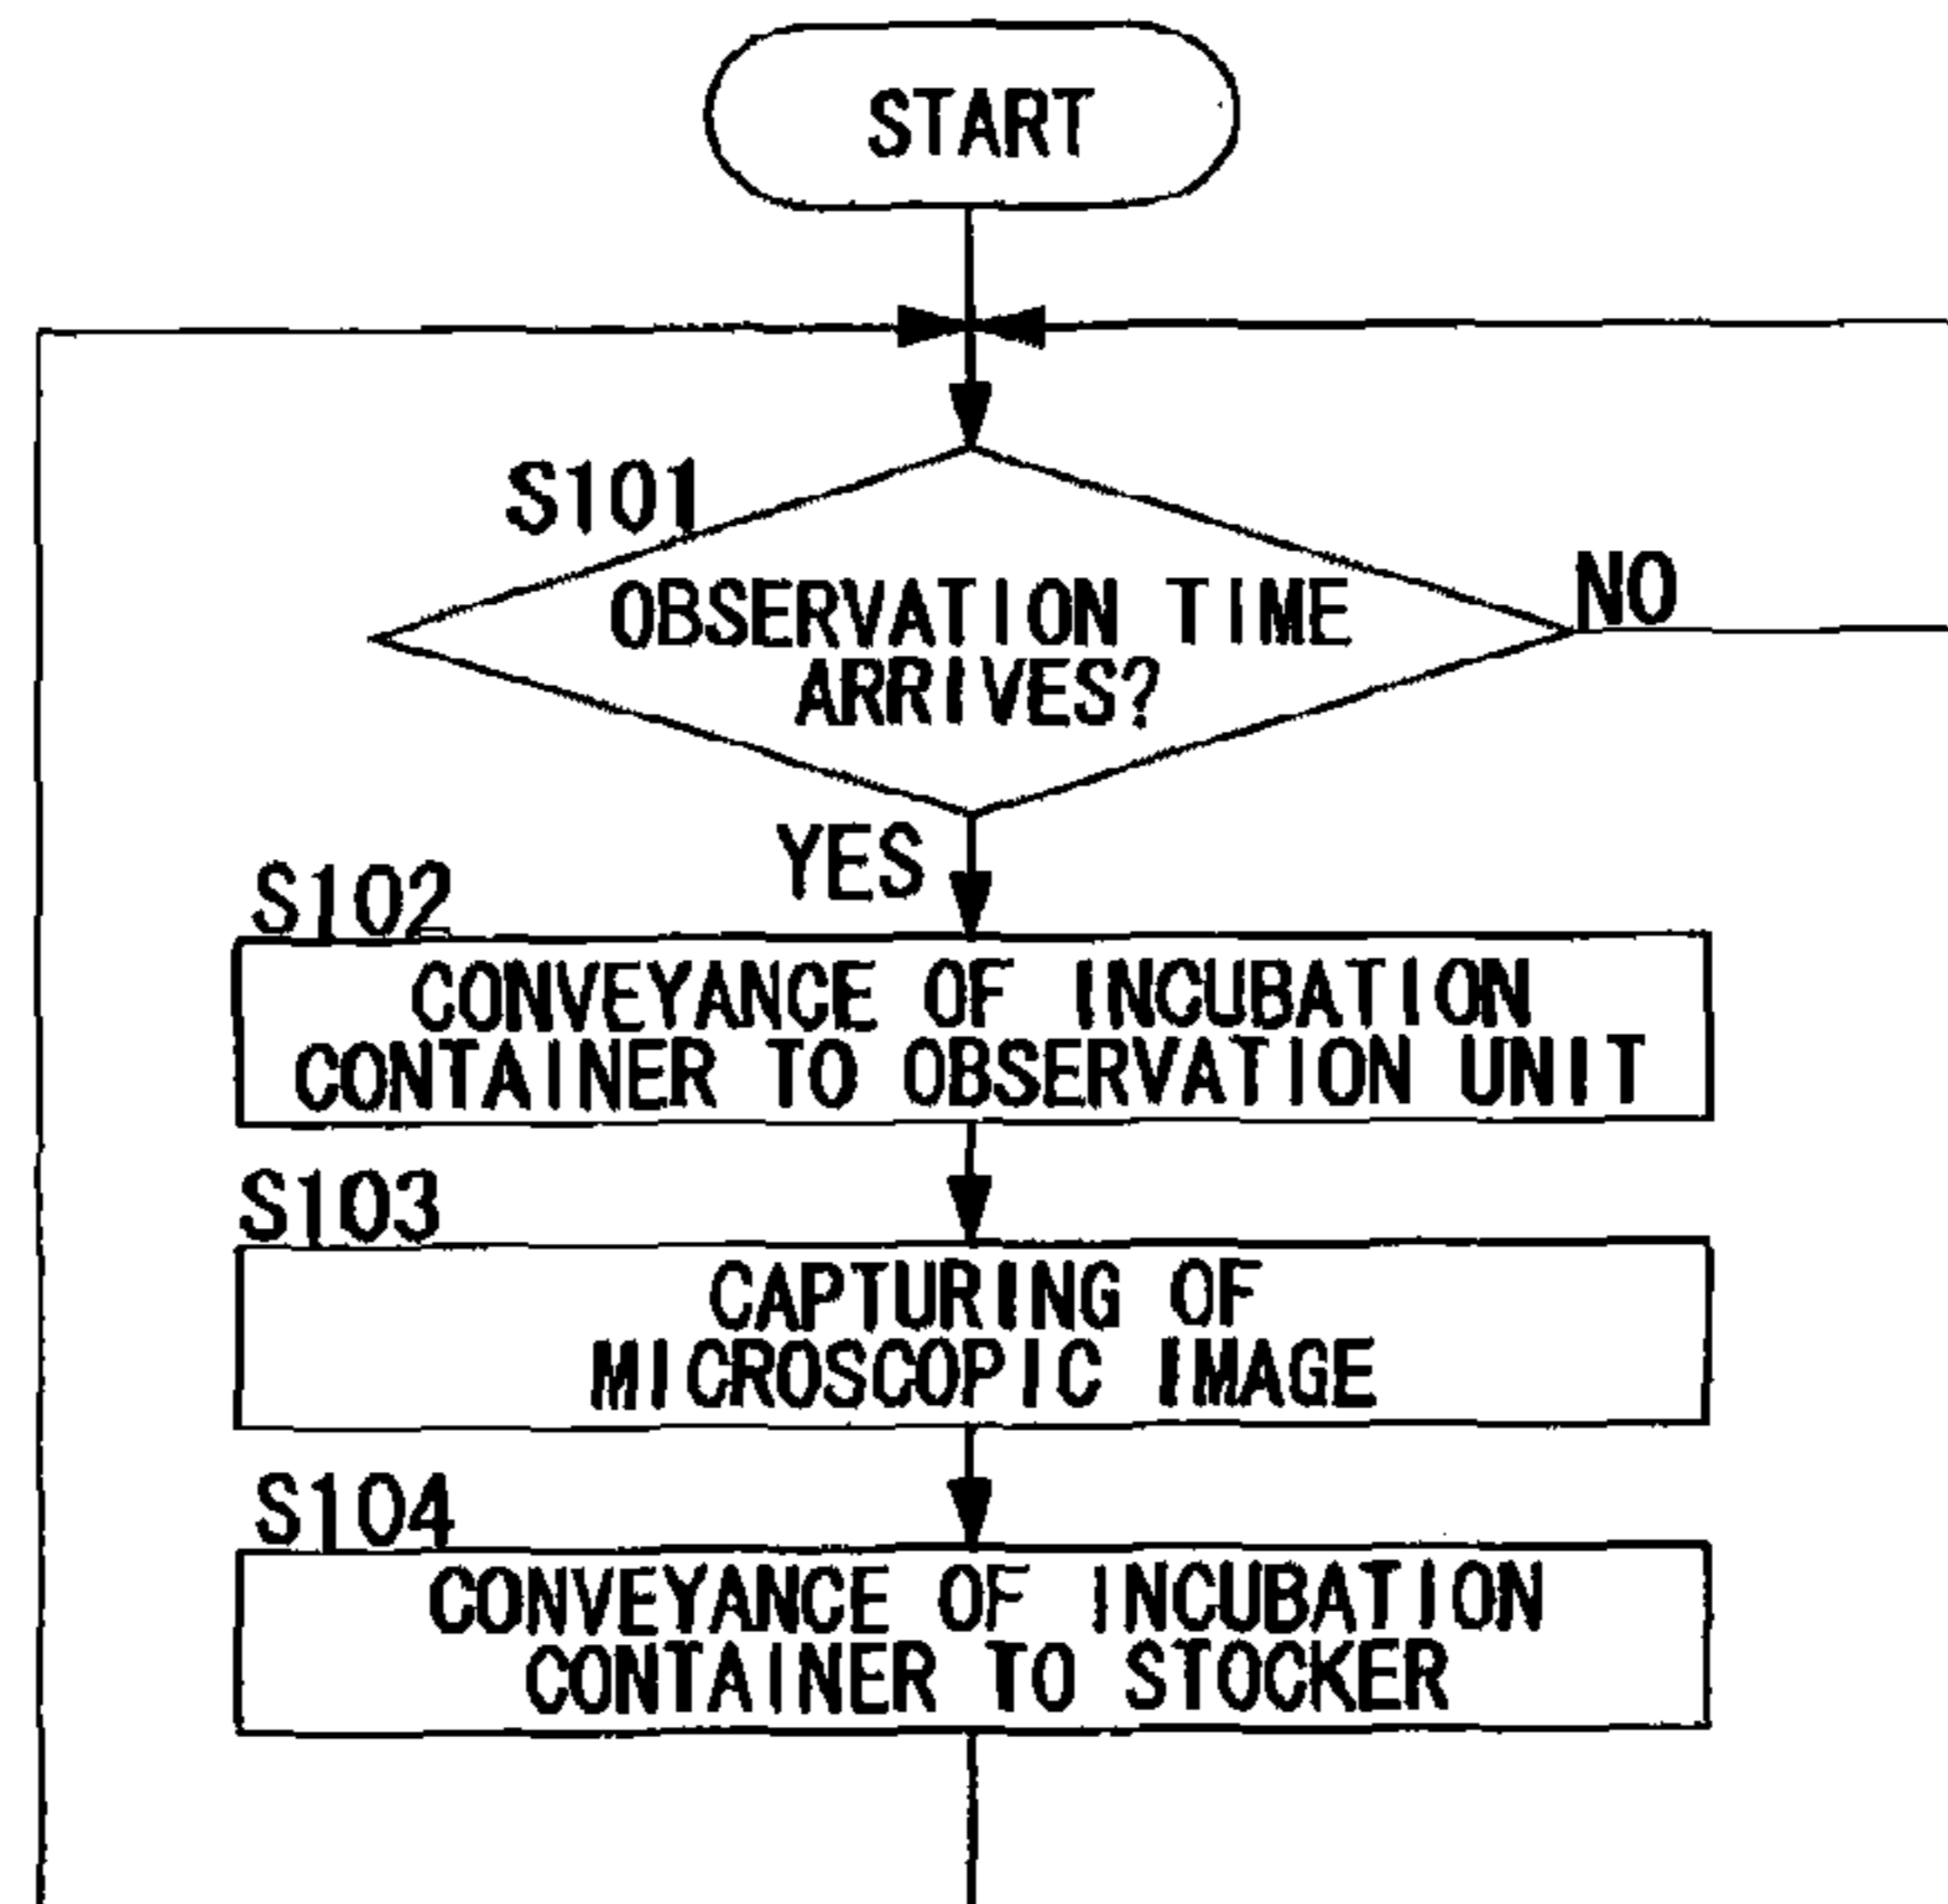 START
S101
OBSERVATION TIME
ARRIVES?
NO
YES
S102
CONVEYANCE OF INCUBATION
CONTAINER TO OBSERVATION UNIT
S103
CAPTURING OF
MICROSCOPIC IMAGE
S104
CONVEYANCE OF INCUBATION
CONTAINER TO STOCKER